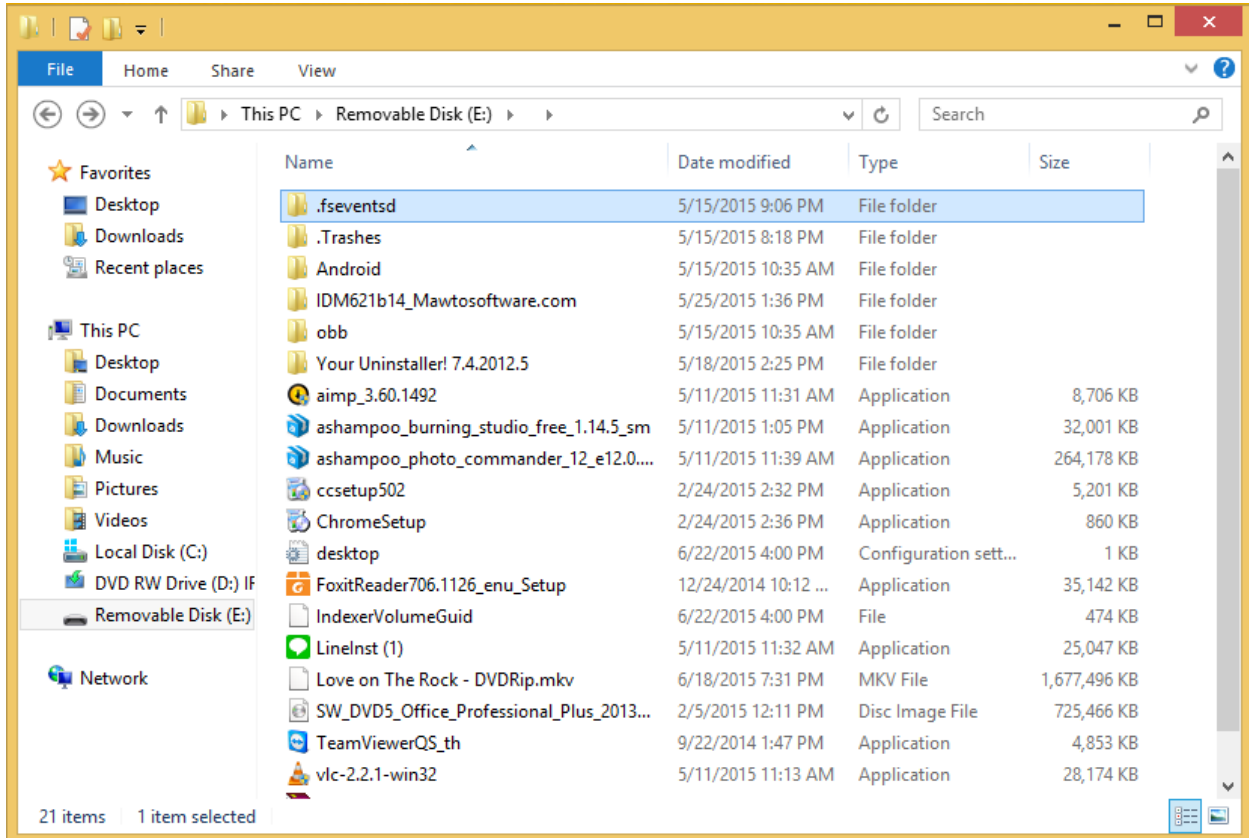 File Home Share View
This PC Removable Disk (E:) Search
Name Date modified Type Size
Favorites
Desktop
Downloads
Recent places
This PC
Desktop
Documents
Downloads
Music
Pictures
Videos
Local Disk (C:)
DVD RW Drive (D:) IF
Removable Disk (E:)
Network
.fseventsd 5/15/2015 9:06 PM File folder
.Trashes 5/15/2015 8:18 PM File folder
Android 5/15/2015 10:35 AM File folder
IDM621b14_Mawtosoftware.com 5/25/2015 1:36 PM File folder
obb 5/15/2015 10:35 AM File folder
Your Uninstaller! 7.4.2012.5 5/18/2015 2:25 PM File folder
aimp_3.60.1492 5/11/2015 11:31 AM Application 8,706 KB
ashampoo_burning_studio_free_1.14.5_sm 5/11/2015 1:05 PM Application 32,001 KB
ashampoo_photo_commander_12_e12.0.... 5/11/2015 11:39 AM Application 264,178 KB
ccsetup502 2/24/2015 2:32 PM Application 5,201 KB
ChromeSetup 2/24/2015 2:36 PM Application 860 KB
desktop 6/22/2015 4:00 PM Configuration sett... 1 KB
FoxitReader706.1126_enu_Setup 12/24/2014 10:12 ... Application 35,142 KB
IndexerVolumeGuid 6/22/2015 4:00 PM File 474 KB
LineInst (1) 5/11/2015 11:32 AM Application 25,047 KB
Love on The Rock - DVDRip.mkv 6/18/2015 7:31 PM MKV File 1,677,496 KB
SW_DVD5_Office_Professional_Plus_2013... 2/5/2015 12:11 PM Disc Image File 725,466 KB
TeamViewerQS_th 9/22/2014 1:47 PM Application 4,853 KB
vlc-2.2.1-win32 5/11/2015 11:13 AM Application 28,174 KB
21 items 1 item selected